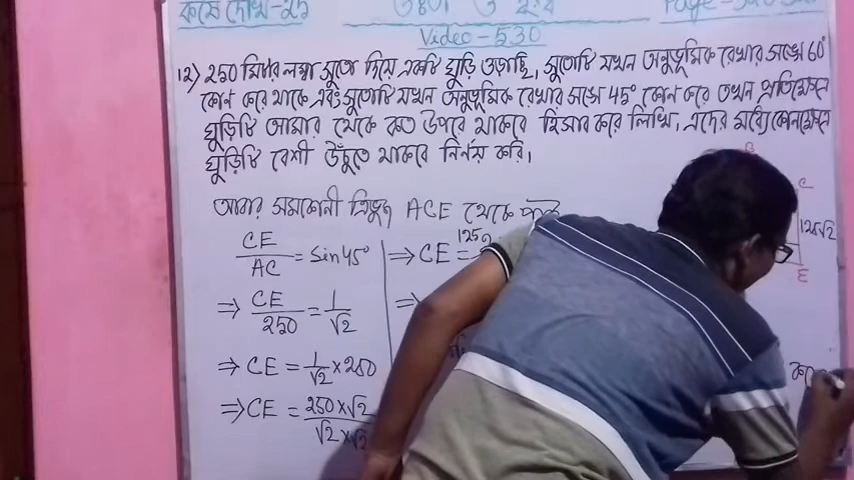 কষে দেখি-25
Video - 530
12) 250 মিটার লম্বা সুতো দিয়ে একটি ঘুড়ি ওড়াচ্ছি, সুতোটি যখন অনুভূমিক রেখার সঙ্গে 60°
কোন করে থাকে এবং সুতোটি যখন অনুভূমিক রেখার সঙ্গে 45° কোন করে তখন প্রতিক্ষেত্রে
ঘুড়িটি আমার থেকে কত উপরে থাকবে হিসাব করে লিখি, এদের মধ্যে কোনক্ষেত্রে
ঘুড়িটি বেশী উঁচুতে থাকবে নির্নয় করি,
আবার সমকোনী ত্রিভুজ ACE থেকে পাই
CE/AC = sin45°
⇒ CE/250 = 1/√2
⇒ CE = 1/√2 × 250
⇒ CE = 250×√2/√2×√2
⇒ CE = 125
⇒
C
125√2
E